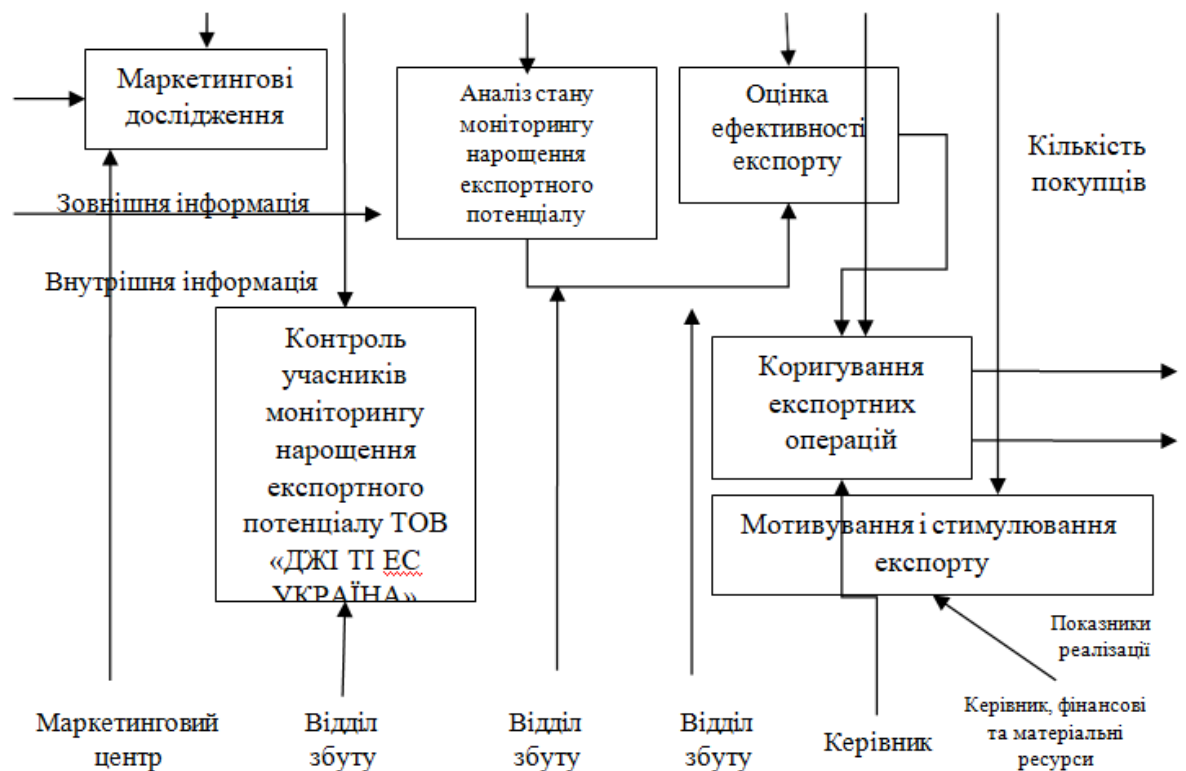 Маркетингові
дослідження
Аналіз стану
моніторингу
нарощення
експортного
потенціалу
Оцінка
ефективності
експорту
Кількість
покупців
Зовнішня інформація
Внутрішня інформація
Контроль
учасників
моніторингу
нарощення
експортного
потенціалу ТОВ
«ДЖІ ТІ ЕС
УКРАЇНА»
Коригування
експортних
операцій
Мотивування і стимулювання
експорту
Показники
реалізації
Маркетинговий
центр
Відділ
збуту
Відділ
збуту
Відділ
збуту
Керівник
Керівник, фінансові
та матеріальні
ресурси